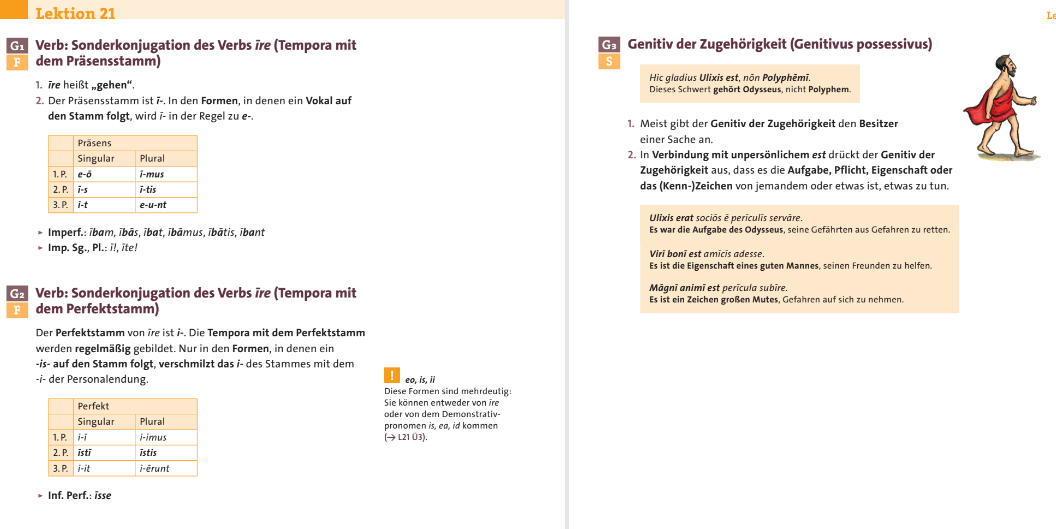 Lektion 21
G1 Verb: Sonderkonjugation des Verbs īre (Tempora mit
F dem Präsensstamm)
1. īre heißt „gehen“.
2. Der Präsensstamm ist ī-. In den Formen, in denen ein Vokal auf
den Stamm folgt, wird ī- in der Regel zu e-.
Präsens
Singular Plural
1. P. e-ō ī-mus
2. P. ī-s ī-tis
3. P. i-t e-u-nt
► Imperf.: ībam, ībās, ībat, ībāmus, ībātis, ībant
► Imp. Sg., Pl.: ī!, īte!
G2 Verb: Sonderkonjugation des Verbs īre (Tempora mit
F dem Perfektstamm)
Der Perfektstamm von īre ist i-. Die Tempora mit dem Perfektstamm
werden regelmäßig gebildet. Nur in den Formen, in denen ein
-is- auf den Stamm folgt, verschmilzt das i- des Stammes mit dem
-i- der Personalendung.
Perfekt
Singular Plural
1. P. i-ī i-imus
2. P. īstī īstis
3. P. i-it i-ērunt
► Inf. Perf.: īsse
! eo, is, ii
Diese Formen sind mehrdeutig:
Sie können entweder von īre
oder von dem Demonstrativ-
pronomen is, ea, id kommen
(→ L21 Ü3).
Le
G3 Genitiv der Zugehörigkeit (Genitivus possessivus)
S
Hic gladius Ulixis est, nōn Polyphēmī.
Dieses Schwert gehört Odysseus, nicht Polyphem.
1. Meist gibt der Genitiv der Zugehörigkeit den Besitzer
einer Sache an.
2. In Verbindung mit unpersönlichem est drückt der Genitiv der
Zugehörigkeit aus, dass es die Aufgabe, Pflicht, Eigenschaft oder
das (Kenn-)Zeichen von jemandem oder etwas ist, etwas zu tun.
Ulixis erat sociōs ē perīculīs servāre.
Es war die Aufgabe des Odysseus, seine Gefährten aus Gefahren zu retten.
Virī bonī est amīcīs adesse.
Es ist die Eigenschaft eines guten Mannes, seinen Freunden zu helfen.
Māgnī animī est perīcula subīre.
Es ist ein Zeichen großen Mutes, Gefahren auf sich zu nehmen.